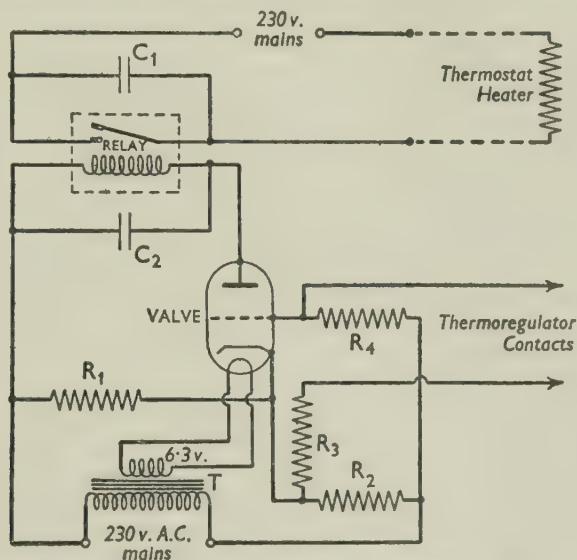 230 v.
mains
C1
Thermostat
Heater
RELAY
C2
VALVE
R4
Thermoregulator
Contacts
R1
R3
6·3 v.
R2
T
230 v. A.C.
mains